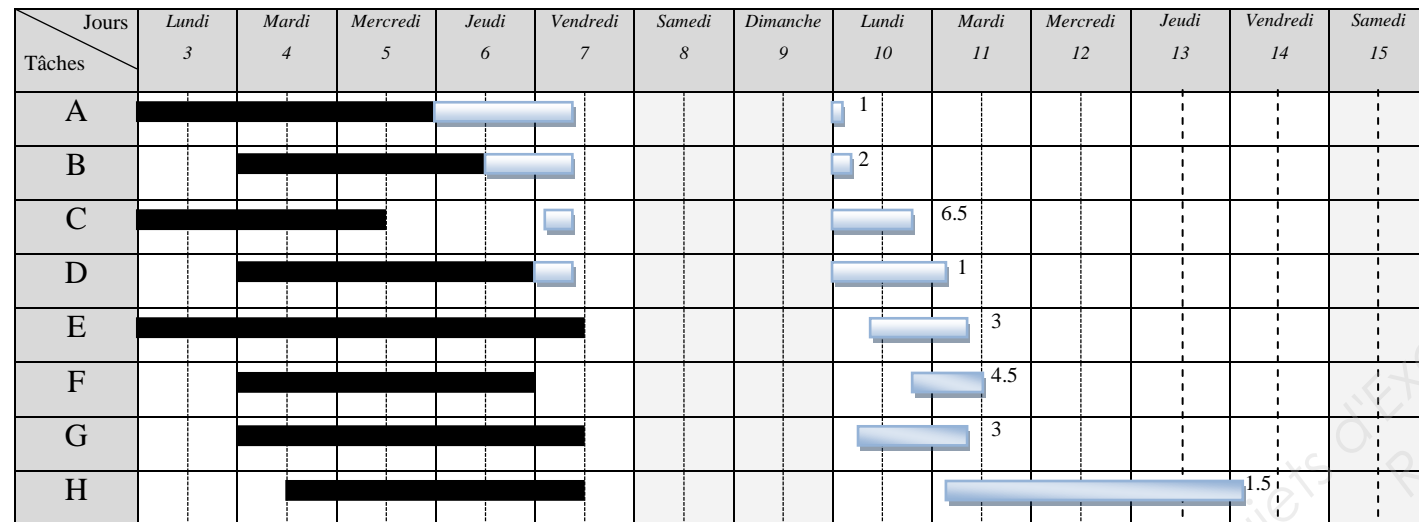 Jours Lundi Mardi Mercredi Jeudi Vendredi Samedi Dimanche Lundi Mardi Mercredi Jeudi Vendredi Samedi
Tâches 3 4 5 6 7 8 9 10 11 12 13 14 15
A 1
B 2
C 6.5
D 1
E 3
F 4.5
G 3
H 1.5